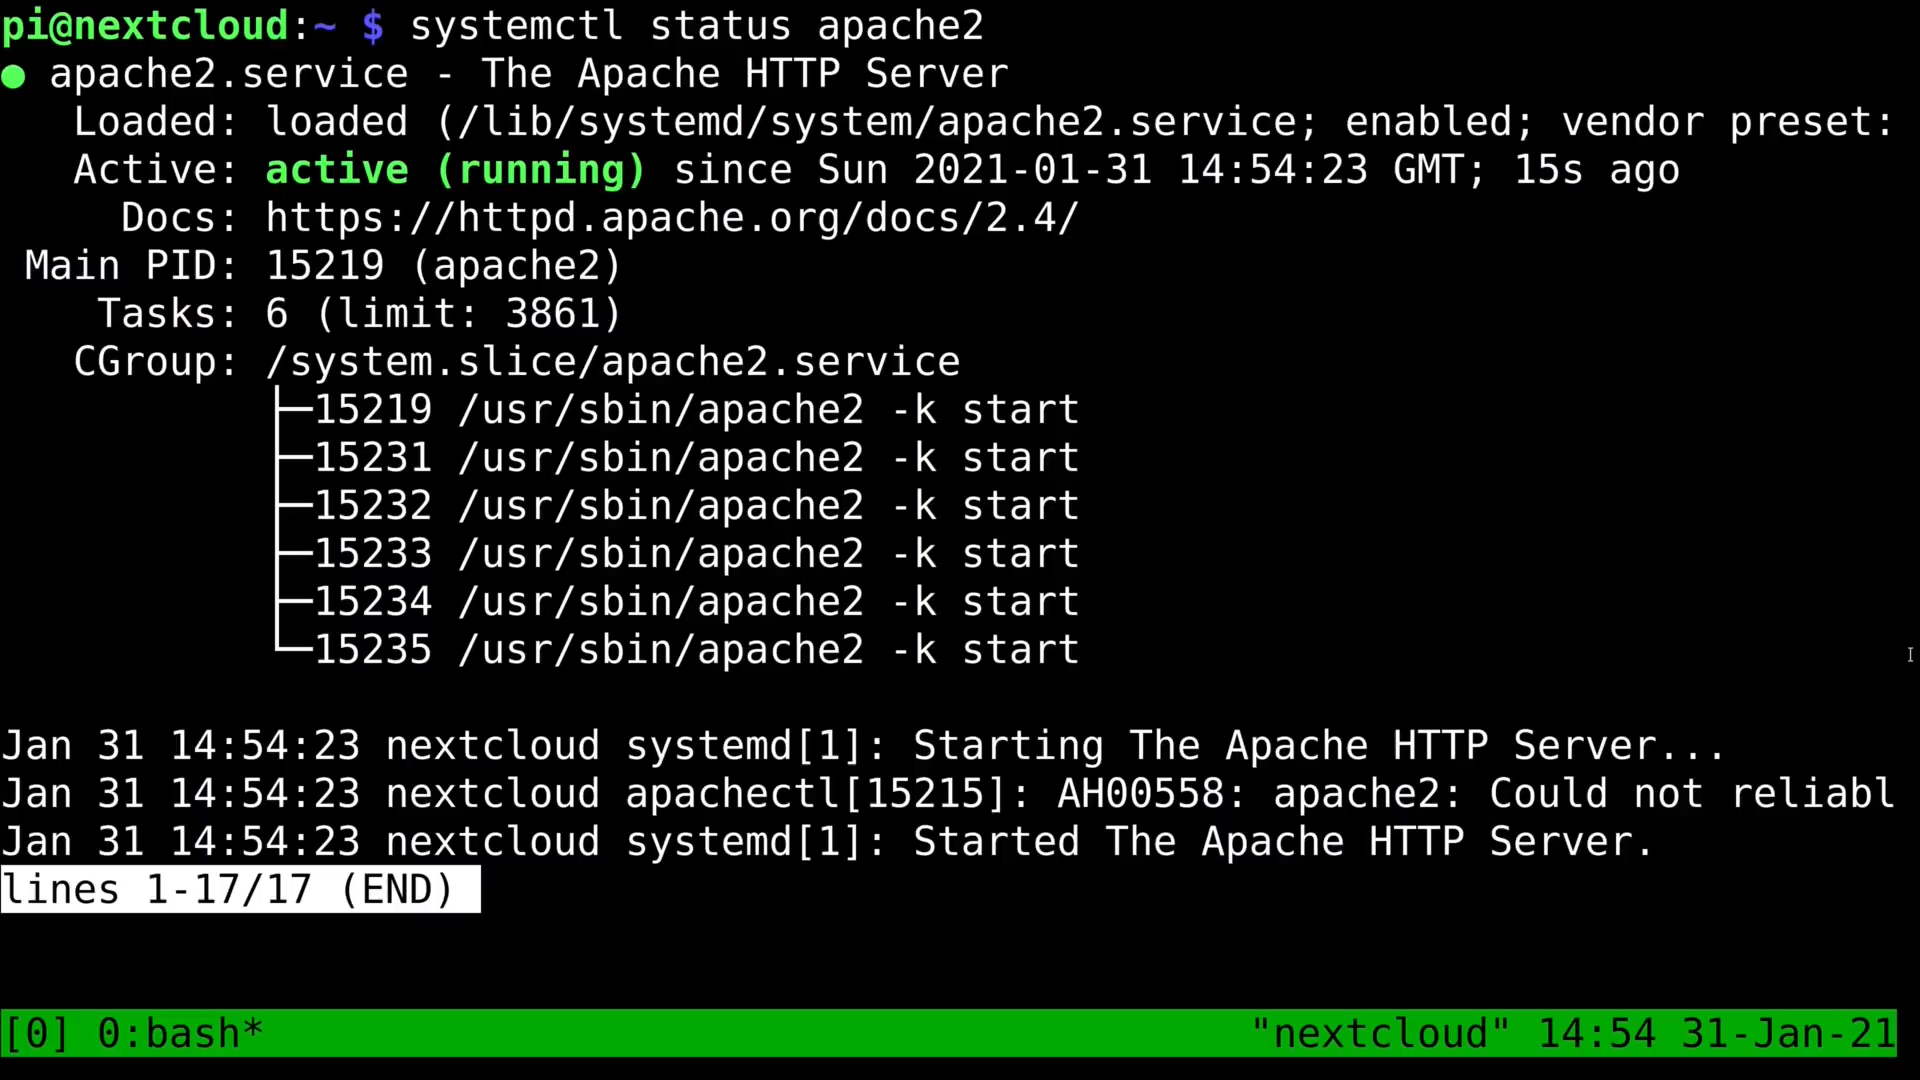 pi@nextcloud:~ $ systemctl status apache2
● apache2.service - The Apache HTTP Server
   Loaded: loaded (/lib/systemd/system/apache2.service; enabled; vendor preset:
   Active: active (running) since Sun 2021-01-31 14:54:23 GMT; 15s ago
     Docs: https://httpd.apache.org/docs/2.4/
 Main PID: 15219 (apache2)
    Tasks: 6 (limit: 3861)
   CGroup: /system.slice/apache2.service
           ├─15219 /usr/sbin/apache2 -k start
           ├─15231 /usr/sbin/apache2 -k start
           ├─15232 /usr/sbin/apache2 -k start
           ├─15233 /usr/sbin/apache2 -k start
           ├─15234 /usr/sbin/apache2 -k start
           └─15235 /usr/sbin/apache2 -k start

Jan 31 14:54:23 nextcloud systemd[1]: Starting The Apache HTTP Server...
Jan 31 14:54:23 nextcloud apachectl[15215]: AH00558: apache2: Could not reliabl
Jan 31 14:54:23 nextcloud systemd[1]: Started The Apache HTTP Server.
lines 1-17/17 (END)
[0] 0:bash* "nextcloud" 14:54 31-Jan-21